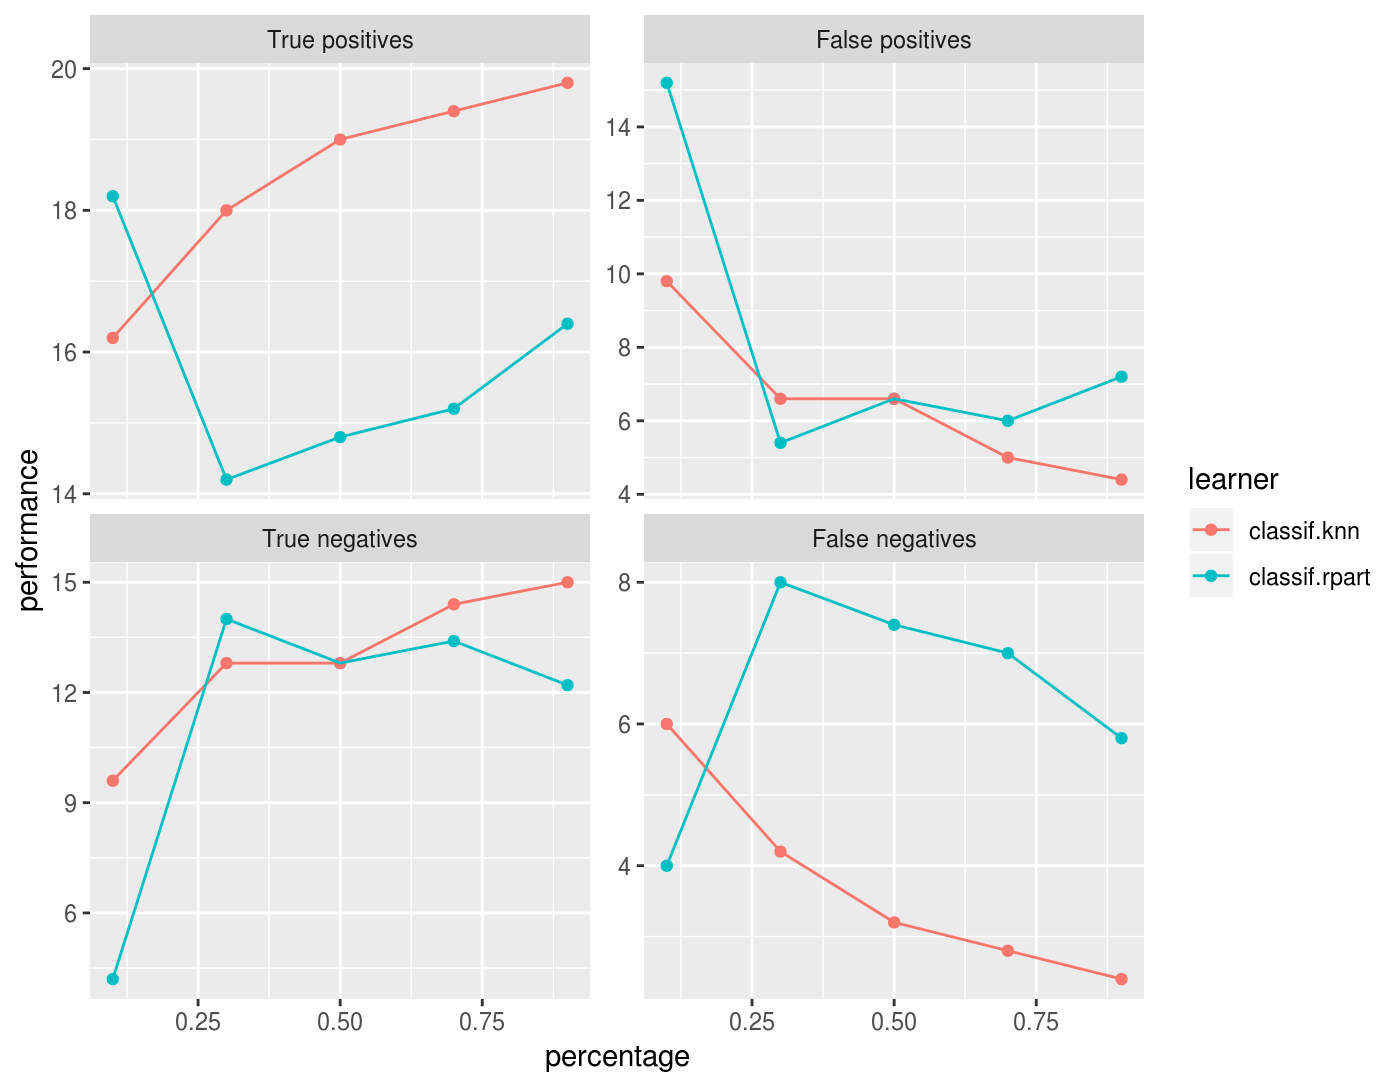 True positives
False positives
20
18
16
14
14
12
10
8
6
4
True negatives
False negatives
15
12
9
6
8
6
4
0.25 0.50 0.75
0.25 0.50 0.75
percentage
performance
learner
classif.knn
classif.rpart